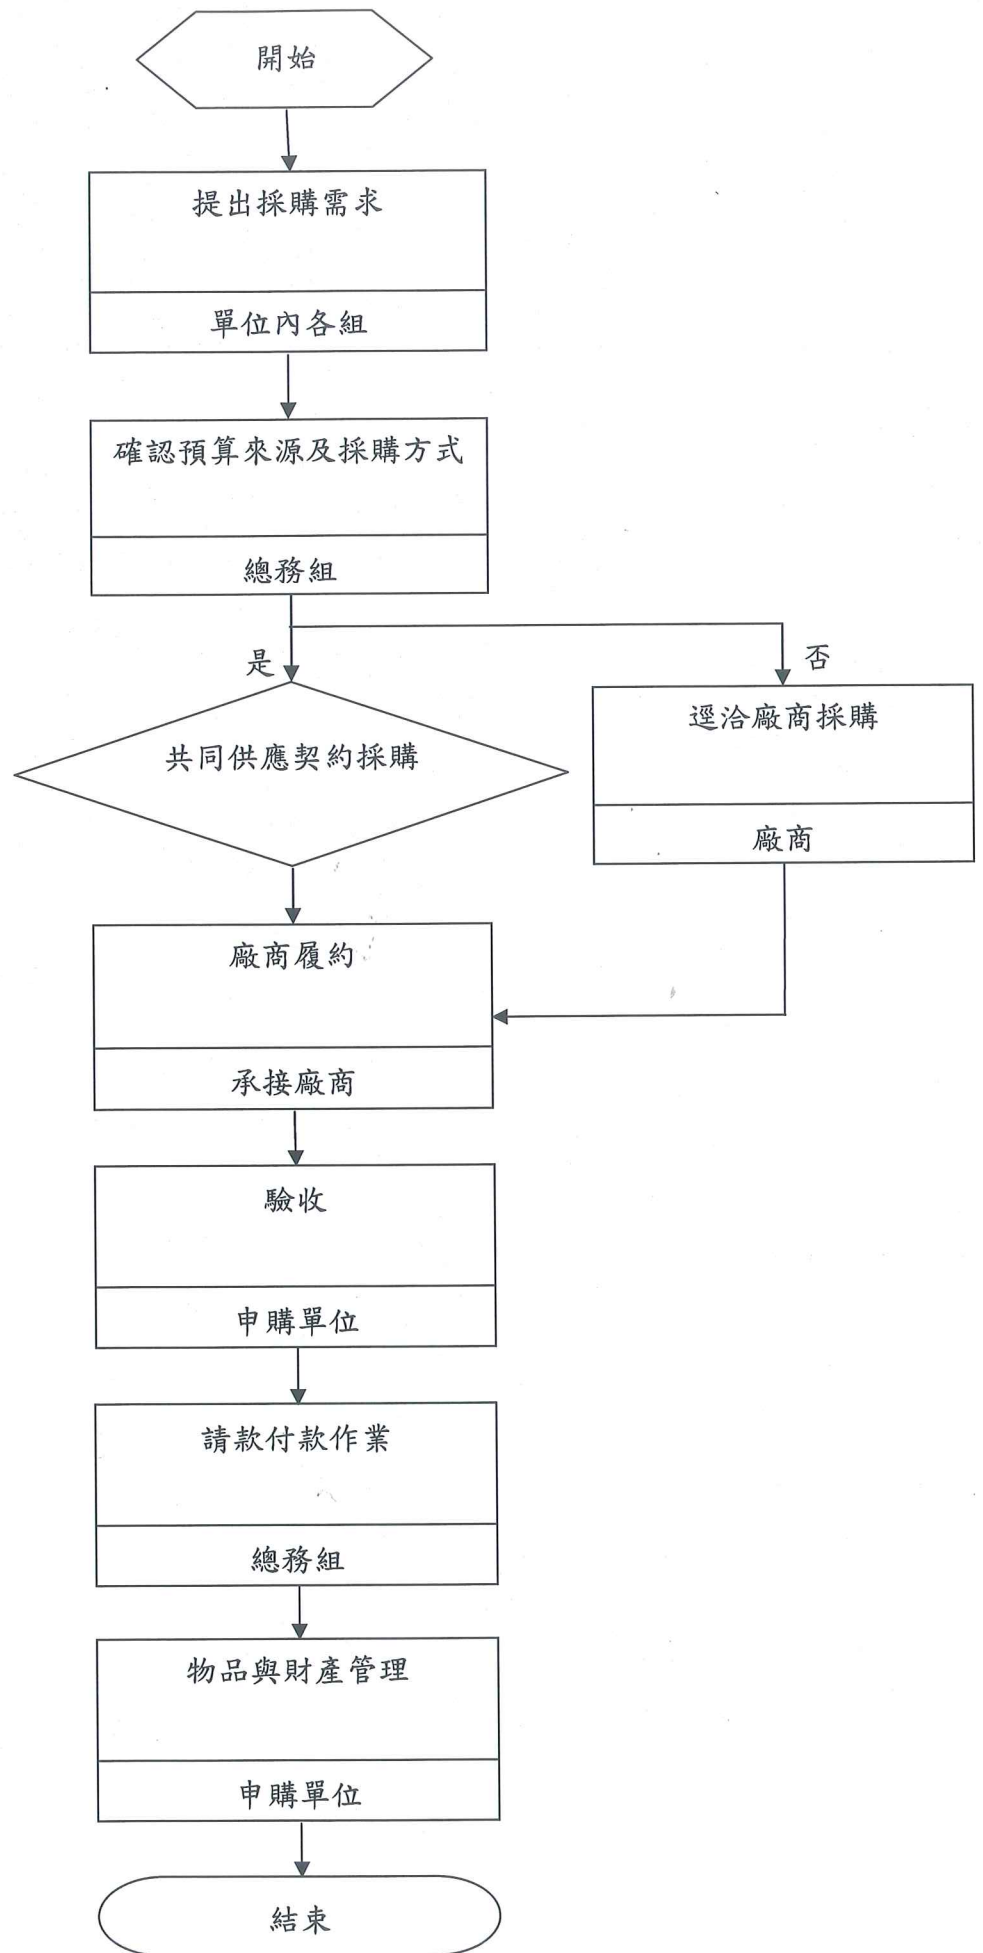 開始
提出採購需求
單位內各組
確認預算來源及採購方式
總務組
是
否
共同供應契約採購
逕洽廠商採購
廠商
廠商履約
承接廠商
驗收
申購單位
請款付款作業
總務組
物品與財產管理
申購單位
結束